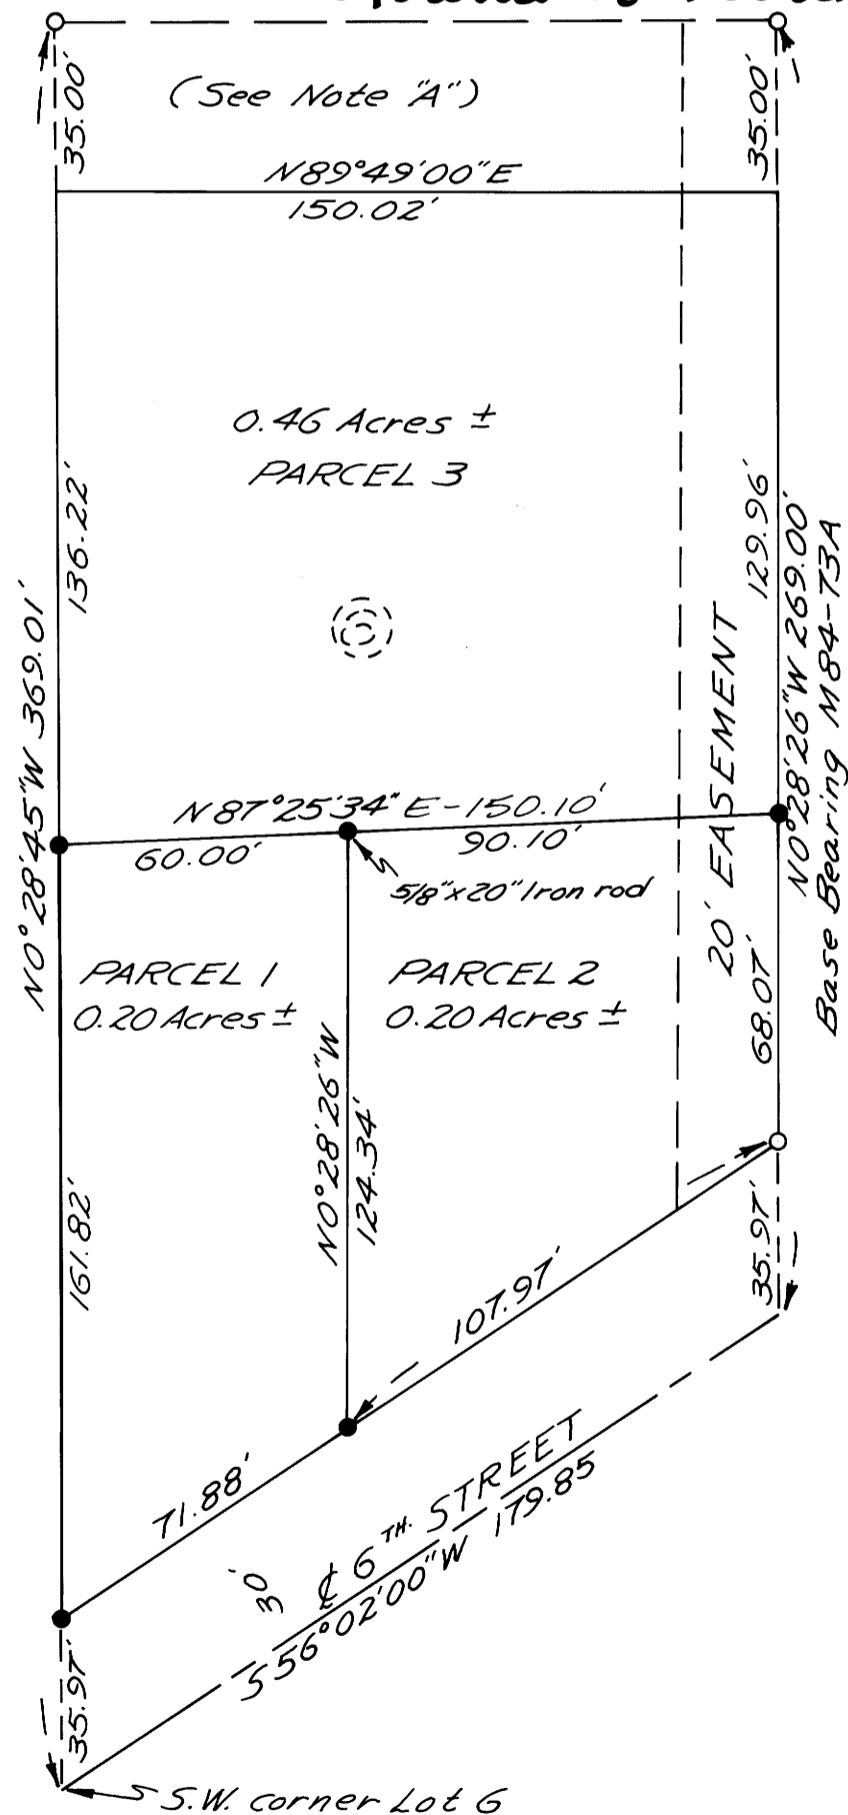 35.00'
(See Note "A")
35.00'
N89°49'00"E
150.02'
0.46 Acres ±
PARCEL 3
136.22'
129.96'
N0°28'45"W 369.01'
N0°28'26"W 269.00'
Base Bearing M84-73A
20' EASEMENT
N87°25'34"E-150.10'
60.00'
90.10'
5/8"x20" Iron rod
PARCEL 1
0.20 Acres ±
PARCEL 2
0.20 Acres ±
68.07'
N0°28'26"W
124.34'
161.82'
107.97'
35.97'
71.88'
30'
℄ 6TH. STREET
S56°02'00"W 179.85
35.97'
S.W. corner Lot 6